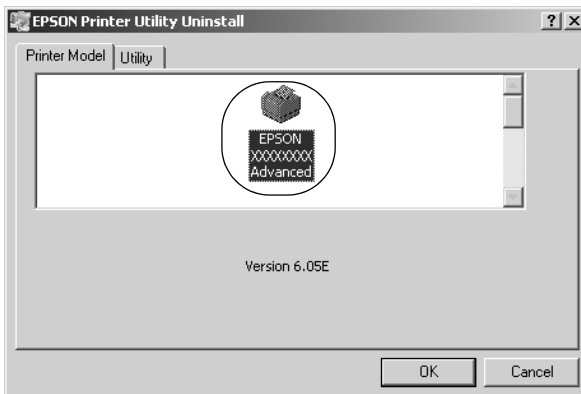 EPSON Printer Utility Uninstall
? X
Printer Model Utility
EPSON
XXXXXXXX
Advanced
Version 6.05E
OK Cancel